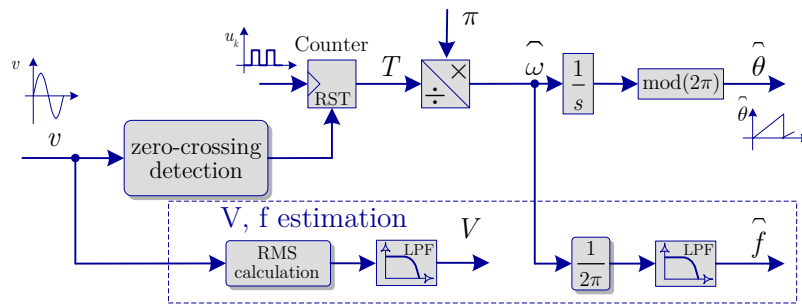 π
u_k
Counter
v
T
×
÷
RST
ω̂
1/s
mod(2π)
θ̂
θ̂
v
zero-crossing
detection
V, f estimation
V
RMS
calculation
LPF
1/2π
LPF
f̂